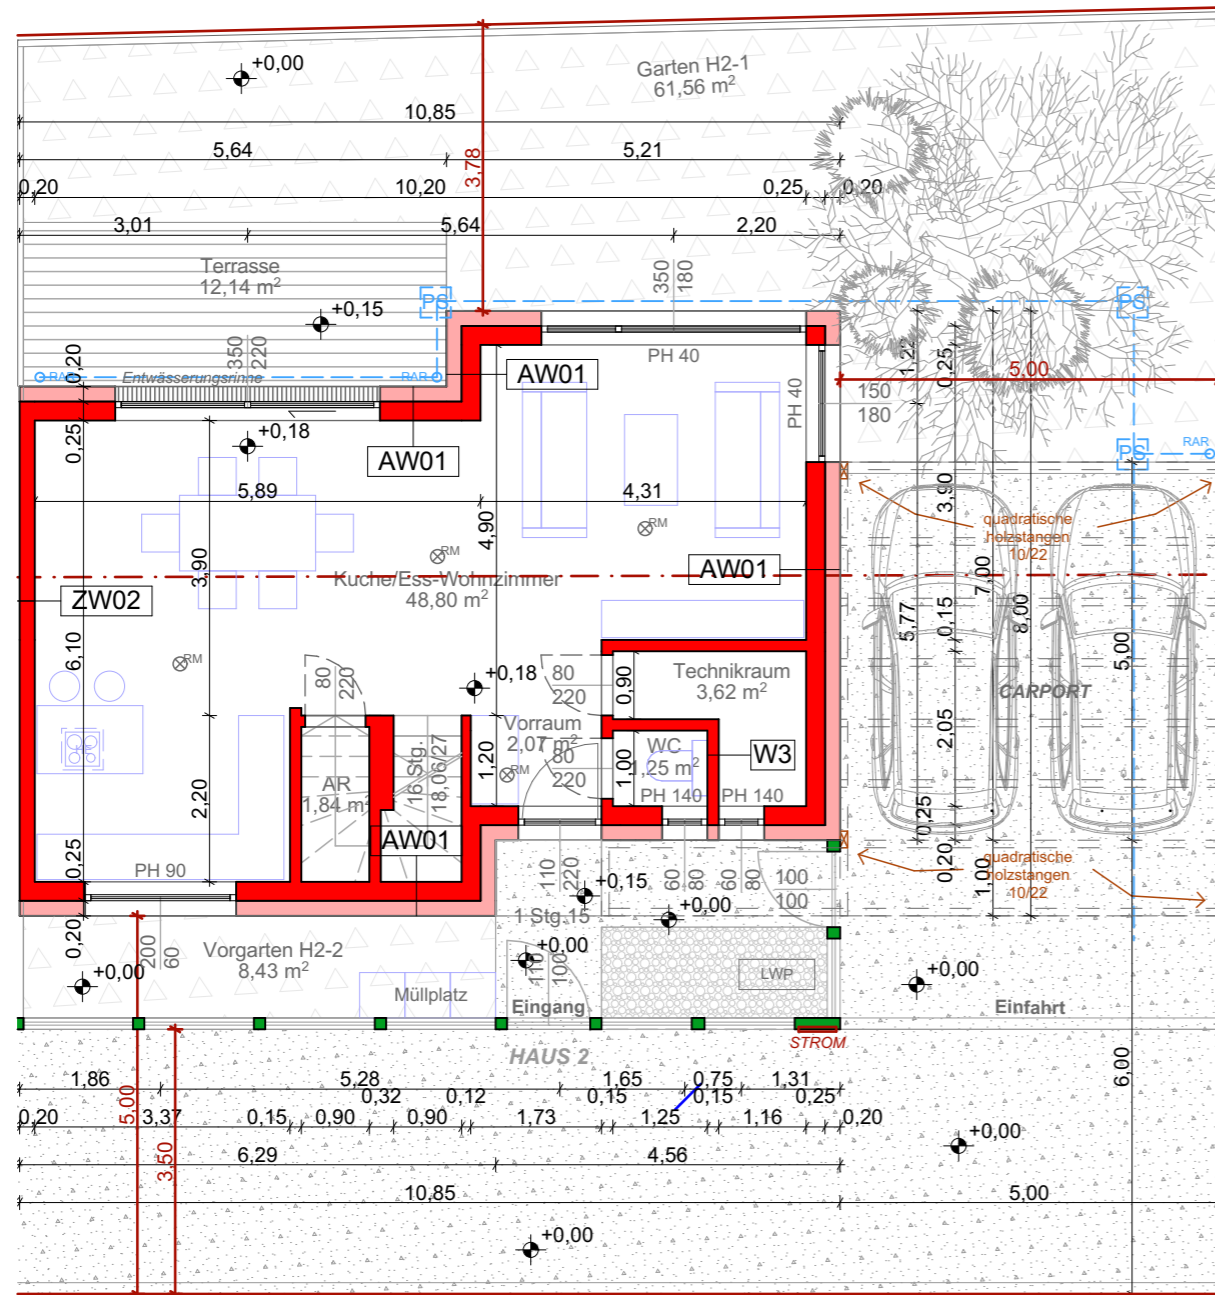 +0,00
Garten H2-1
61,56 m²
10,85
5,64
5,21
3,78
0,20
10,20
0,25
0,20
3,01
5,64
2,20
Terrasse
12,14 m²
350
180
PS
PS
+0,15
350
220
0,20
RAR
Entwässerungsrinne
RAR
PH 40
AW01
1,22
0,25
5,00
150
180
PH 40
0,25
+0,18
AW01
PS
RAR
5,89
4,31
4,90
3,90
RM
RM
quadratische
holzstangen
10/22
3,90
Küche/Ess-Wohnzimmer
48,80 m²
AW01
ZW02
7,00
8,00
5,77
0,15
5,00
6,10
RM
80
220
+0,18
80
220
0,90
Technikraum
3,62 m²
CARPORT
Vorraum
2,07 m²
1,20
RM
80
220
1,00
WC
1,25 m²
W3
2,05
16 Stg.
18,06/27
AR
1,84 m²
2,20
PH 140
PH 140
AW01
0,25
0,25
PH 90
110
220
60
80
60
80
100
100
0,20
1,00
quadratische
holzstangen
10/22
+0,15
1 Stg.15
+0,00
0,20
200
60
Vorgarten H2-2
8,43 m²
+0,00
+0,00
110
100
LWP
+0,00
Müllplatz
Eingang
Einfahrt
STROM
HAUS 2
1,86
5,28
1,65
0,75
1,31
0,32
0,12
0,15
0,15
0,25
5,00
0,20
3,37
0,15
0,90
0,90
1,73
1,25
1,16
0,20
6,00
+0,00
3,50
6,29
4,56
10,85
5,00
+0,00